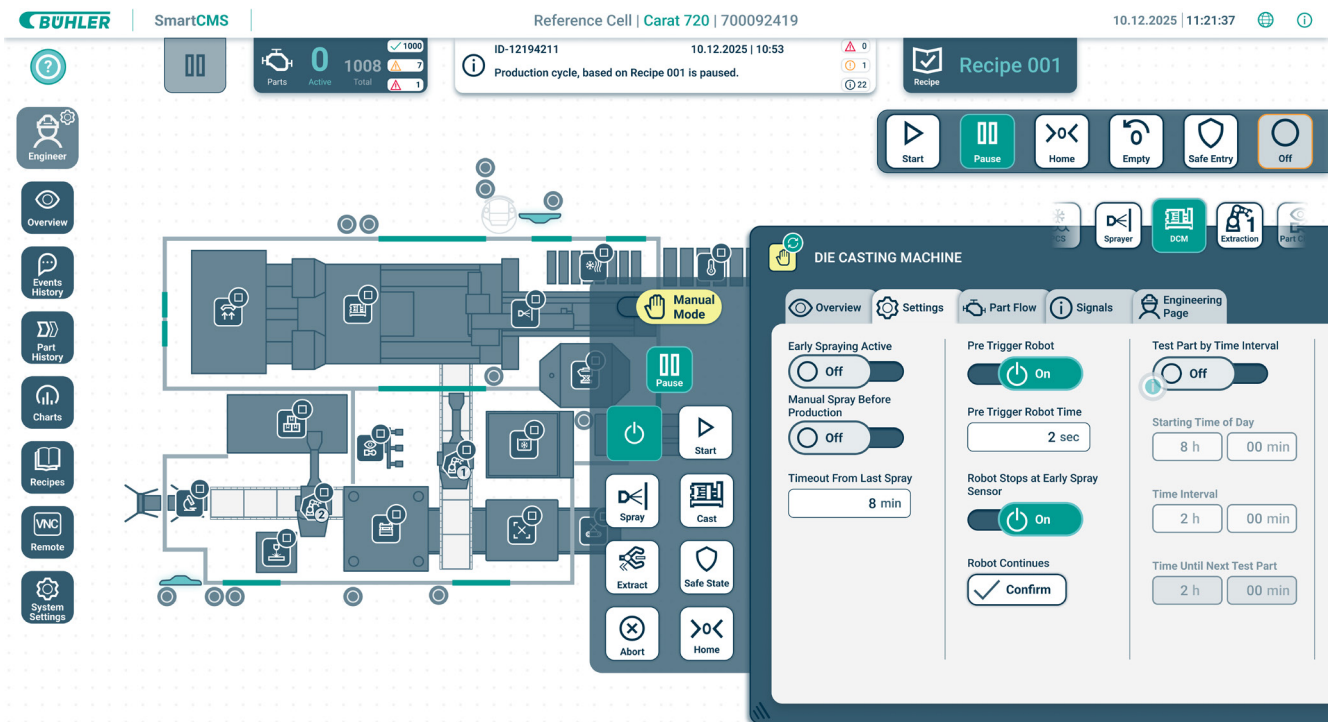 BÜHLER
SmartCMS
Reference Cell | Carat 720 | 700092419
10.12.2025 | 11:21:37
Parts
0
Active
1008
Total
1000
7
1
ID-12194211
10.12.2025 | 10:53
Production cycle, based on Recipe 001 is paused.
0
1
22
Recipe
Recipe 001
Engineer
Overview
Events
History
Part
History
Charts
Recipes
VNC
Remote
System
Settings
Start
Pause
Home
Empty
Safe Entry
Off
Sprayer
DCM
1
Extraction
DIE CASTING MACHINE
Overview
Settings
Part Flow
Signals
Engineering
Page
Early Spraying Active
Off
Manual Spray Before
Production
Off
Timeout From Last Spray
8 min
Pre Trigger Robot
On
Pre Trigger Robot Time
2 sec
Robot Stops at Early Spray
Sensor
On
Robot Continues
Confirm
Test Part by Time Interval
Off
Starting Time of Day
8 h
00 min
Time Interval
2 h
00 min
Time Until Next Test Part
2 h
00 min
Manual
Mode
Pause
Start
Spray
Cast
Extract
Safe State
Abort
Home
1
2